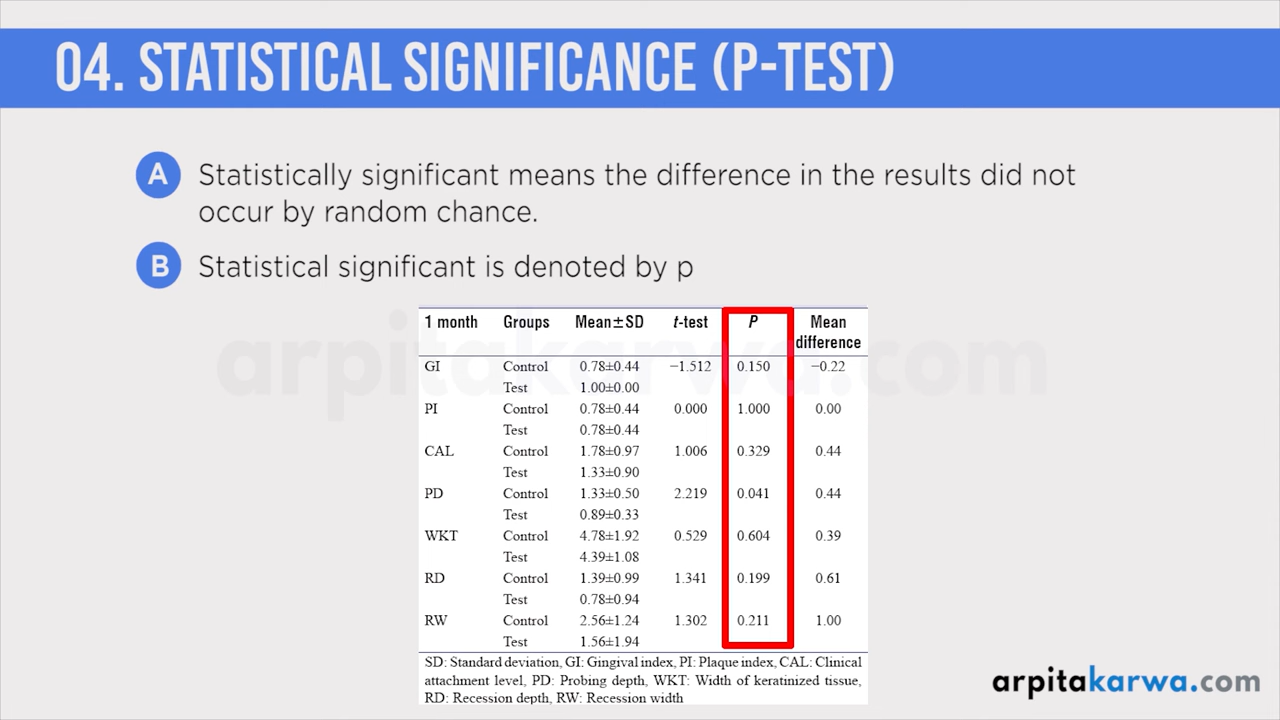 04. STATISTICAL SIGNIFICANCE (P-TEST)
A Statistically significant means the difference in the results did not
occur by random chance.
B Statistical significant is denoted by p
1 month Groups Mean±SD t-test P Mean
difference
GI Control 0.78±0.44 −1.512 0.150 −0.22
Test 1.00±0.00
PI Control 0.78±0.44 0.000 1.000 0.00
Test 0.78±0.44
CAL Control 1.78±0.97 1.006 0.329 0.44
Test 1.33±0.90
PD Control 1.33±0.50 2.219 0.041 0.44
Test 0.89±0.33
WKT Control 4.78±1.92 0.529 0.604 0.39
Test 4.39±1.08
RD Control 1.39±0.99 1.341 0.199 0.61
Test 0.78±0.94
RW Control 2.56±1.24 1.302 0.211 1.00
Test 1.56±1.94
SD: Standard deviation, GI: Gingival index, PI: Plaque index, CAL: Clinical
attachment level, PD: Probing depth, WKT: Width of keratinized tissue,
RD: Recession depth, RW: Recession width
arpitakarwa.com
arpitakarwa.com